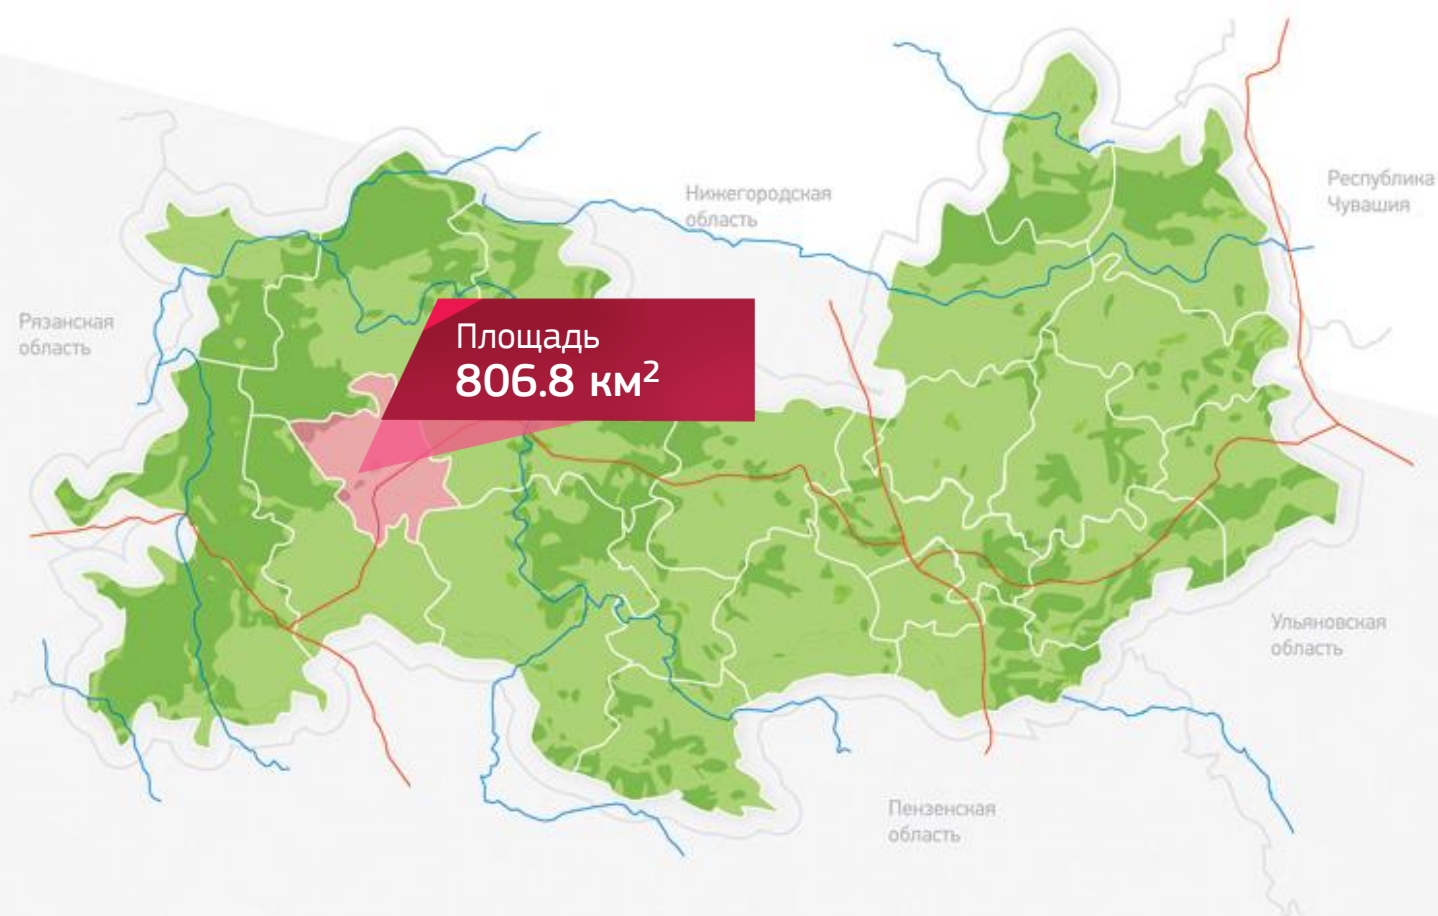 Республика
Чувашия
Нижегородская
область
Рязанская
область
Площадь
806.8 км²
Ульяновская
область
Пензенская
область